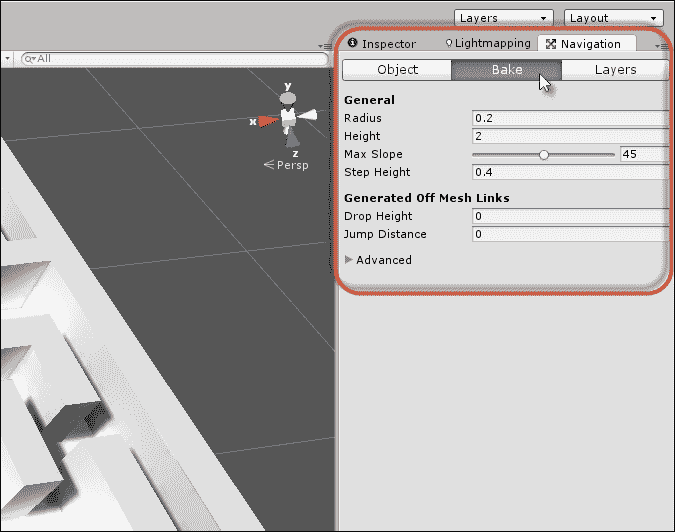 Layers
Layout
Inspector
Lightmapping
Navigation
All
Object
Bake
Layers
General
Radius 0.2
Height 2
Max Slope 45
Step Height 0.4
Generated Off Mesh Links
Drop Height 0
Jump Distance 0
Advanced
y
x
z
Persp